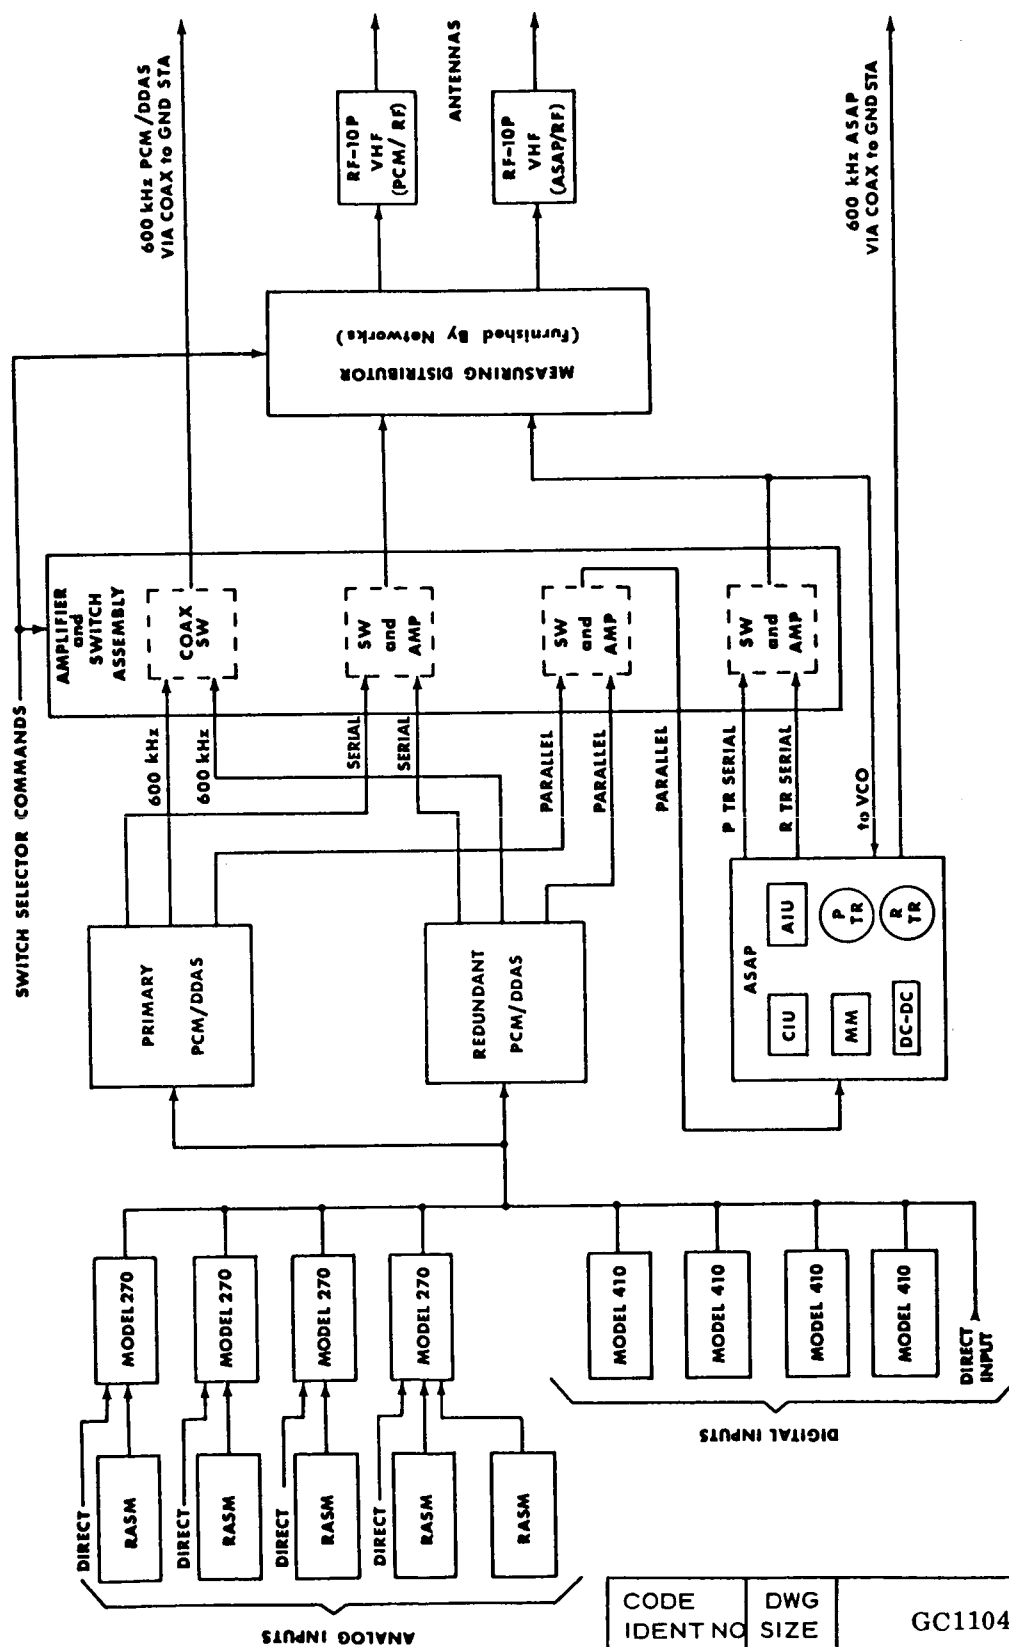 SWITCH SELECTOR COMMANDS
600 kHz PCM/DDAS
VIA COAX to GND STA
AMPLIFIER
and
SWITCH
ASSEMBLY
COAX
SW
SW
and
AMP
SW
and
AMP
SW
and
AMP
600 kHz
600 kHz
SERIAL
SERIAL
PARALLEL
PARALLEL
PARALLEL
P TR SERIAL
R TR SERIAL
to VCO
MEASURING DISTRIBUTOR
(Furnished By Networks)
RF-10P
VHF
(PCM/RF)
RF-10P
VHF
(ASAP/RF)
ANTENNAS
600 kHz ASAP
VIA COAX to GND STA
PRIMARY
PCM/DDAS
REDUNDANT
PCM/DDAS
ASAP
CIU
AIU
MM
P
TR
DC-DC
R
TR
ANALOG INPUTS
DIRECT
RASM
MODEL 270
DIRECT
RASM
MODEL 270
DIRECT
RASM
MODEL 270
DIRECT
RASM
MODEL 270
RASM
DIGITAL INPUTS
MODEL 410
MODEL 410
MODEL 410
MODEL 410
DIRECT
INPUT
CODE
IDENT NO
DWG
SIZE
GC1104